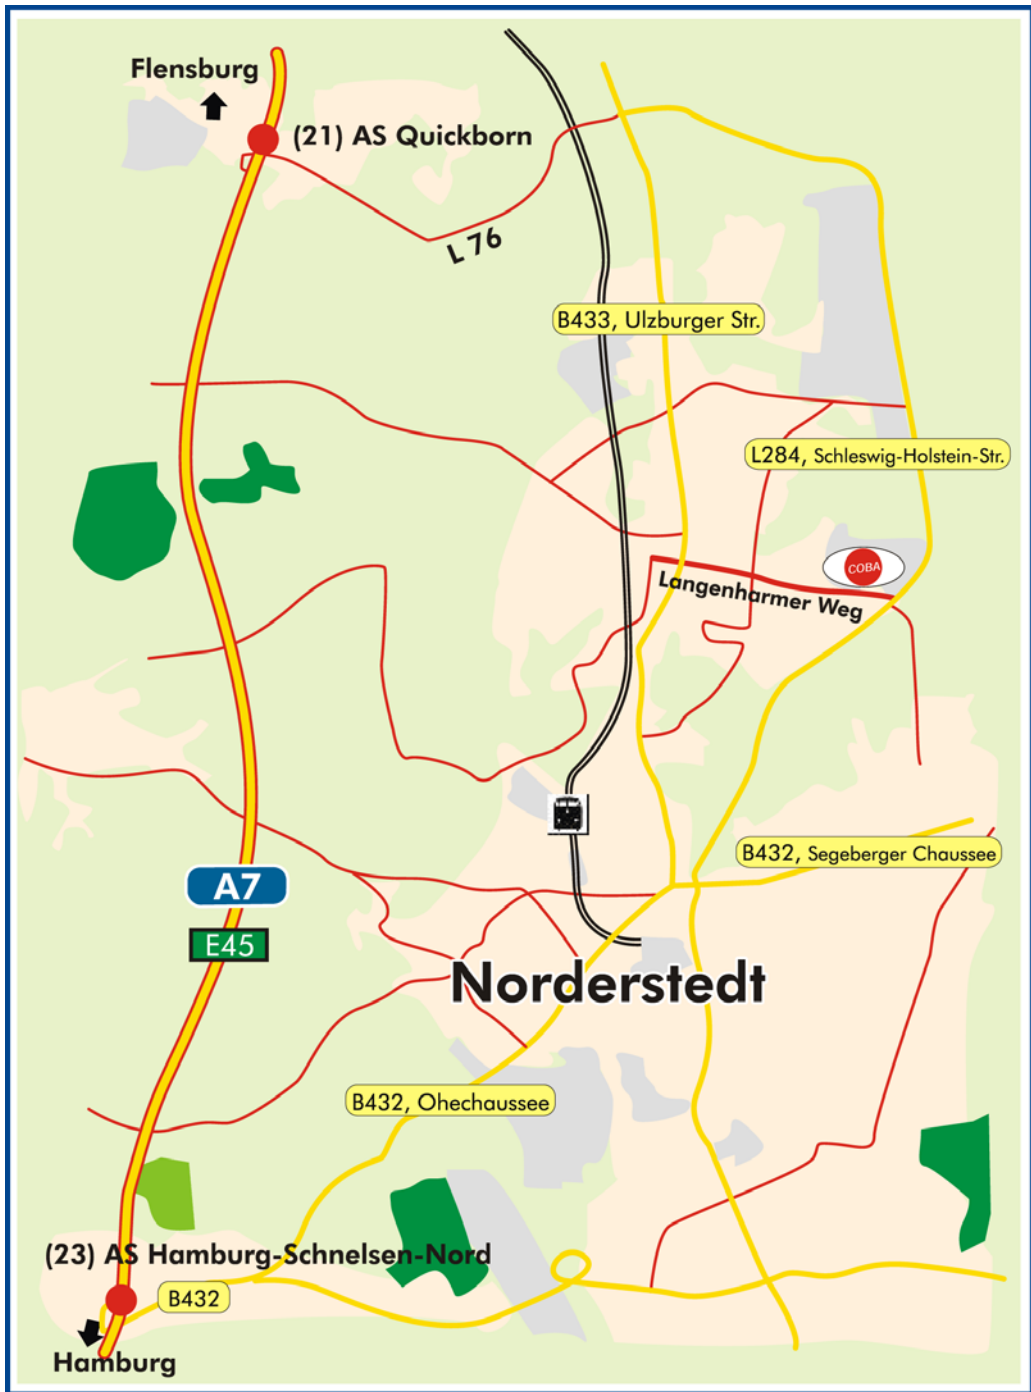 Flensburg
(21) AS Quickborn
L 76
B433, Ulzburger Str.
L284, Schleswig-Holstein-Str.
COBA
Langenharmer Weg
B432, Segeberger Chaussee
A7
E45
Norderstedt
B432, Ohechaussee
(23) AS Hamburg-Schnelsen-Nord
B432
Hamburg